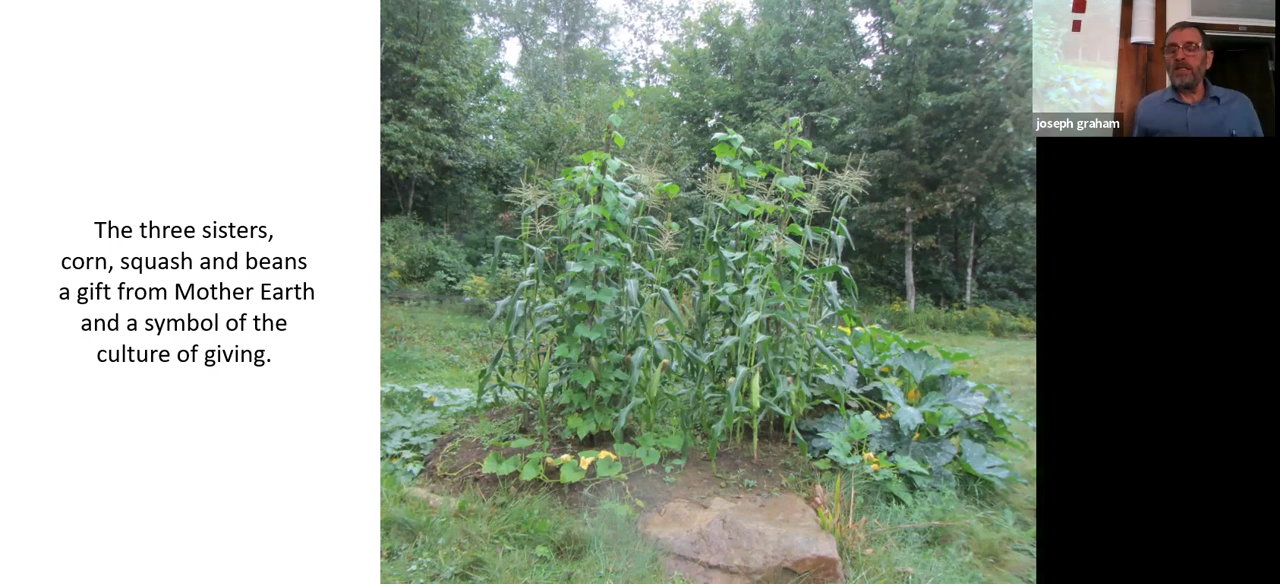 The three sisters,
corn, squash and beans
a gift from Mother Earth
and a symbol of the
culture of giving.
joseph graham